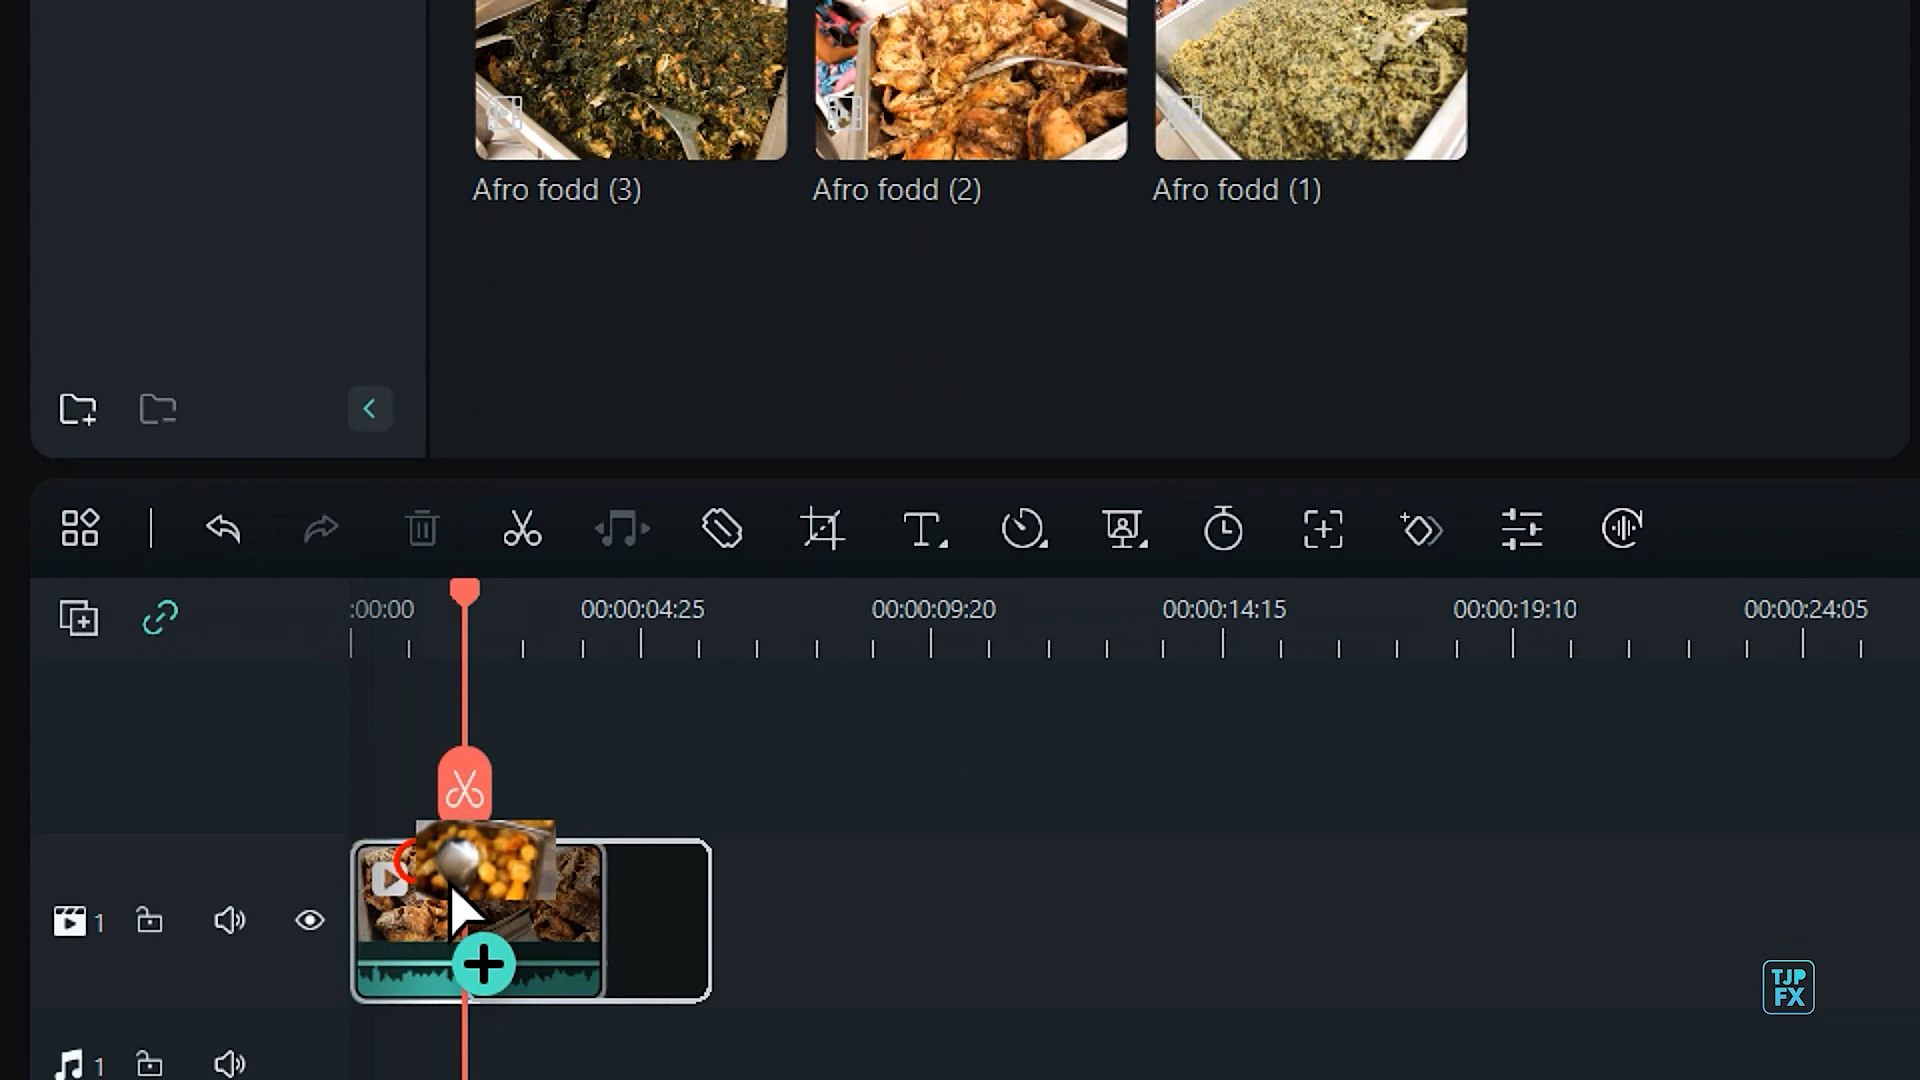 Afro fodd (3)
Afro fodd (2)
Afro fodd (1)
:00:00
00:00:04:25
00:00:09:20
00:00:14:15
00:00:19:10
00:00:24:05
1
TJP
FX
1